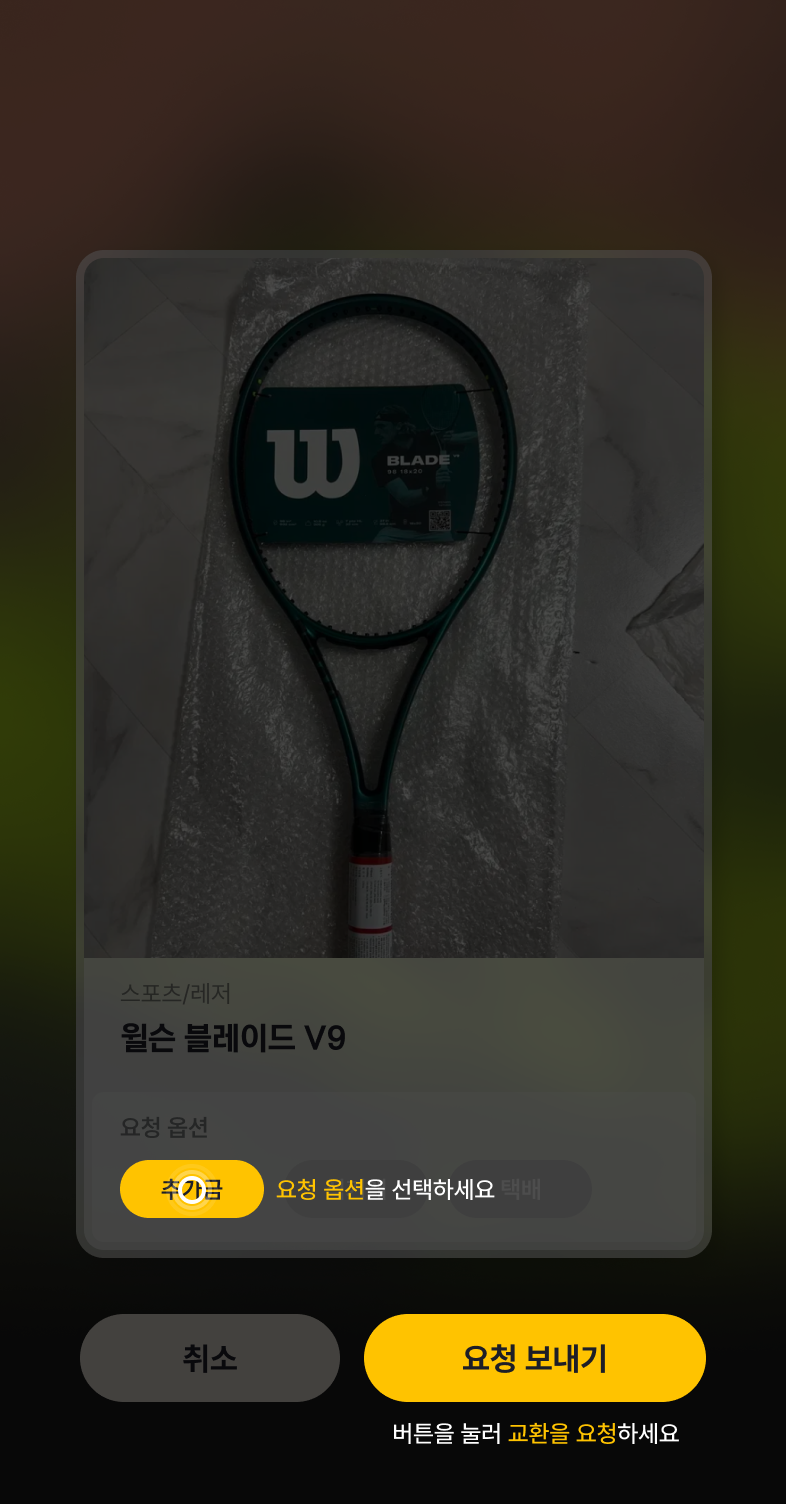 W
BLADE
스포츠/레저
윌슨 블레이드 V9
요청 옵션
추가금
요청 옵션을 선택하세요
택배
취소
요청 보내기
버튼을 눌러 교환을 요청하세요